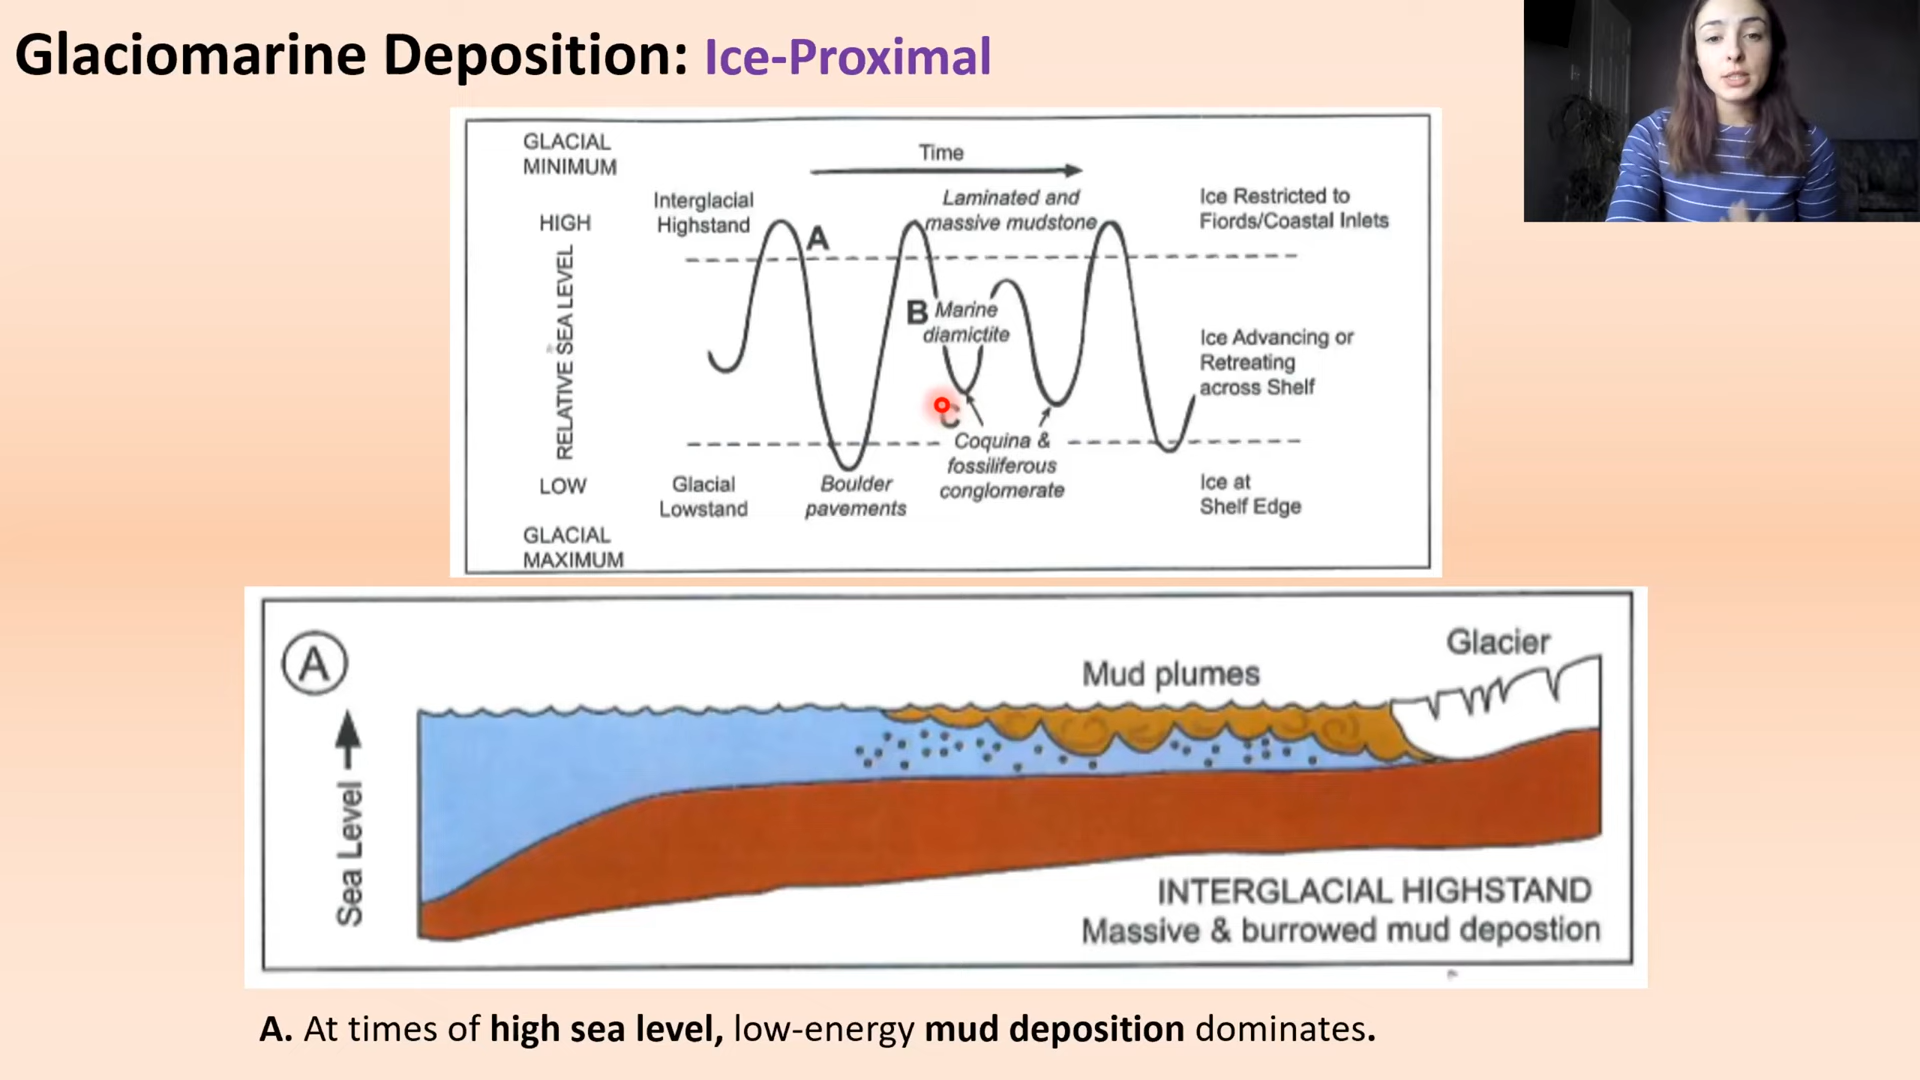 Glaciomarine Deposition: Ice-Proximal
GLACIAL
MINIMUM
Time
Interglacial
Highstand
Laminated and
massive mudstone
Ice Restricted to
Fiords/Coastal Inlets
HIGH
A
RELATIVE SEA LEVEL
B Marine
diamictite
Ice Advancing or
Retreating
across Shelf
C
Coquina &
fossiliferous
conglomerate
LOW
Glacial
Lowstand
Boulder
pavements
Ice at
Shelf Edge
GLACIAL
MAXIMUM
A
Glacier
Mud plumes
Sea Level
INTERGLACIAL HIGHSTAND
Massive & burrowed mud depostion
A. At times of high sea level, low-energy mud deposition dominates.